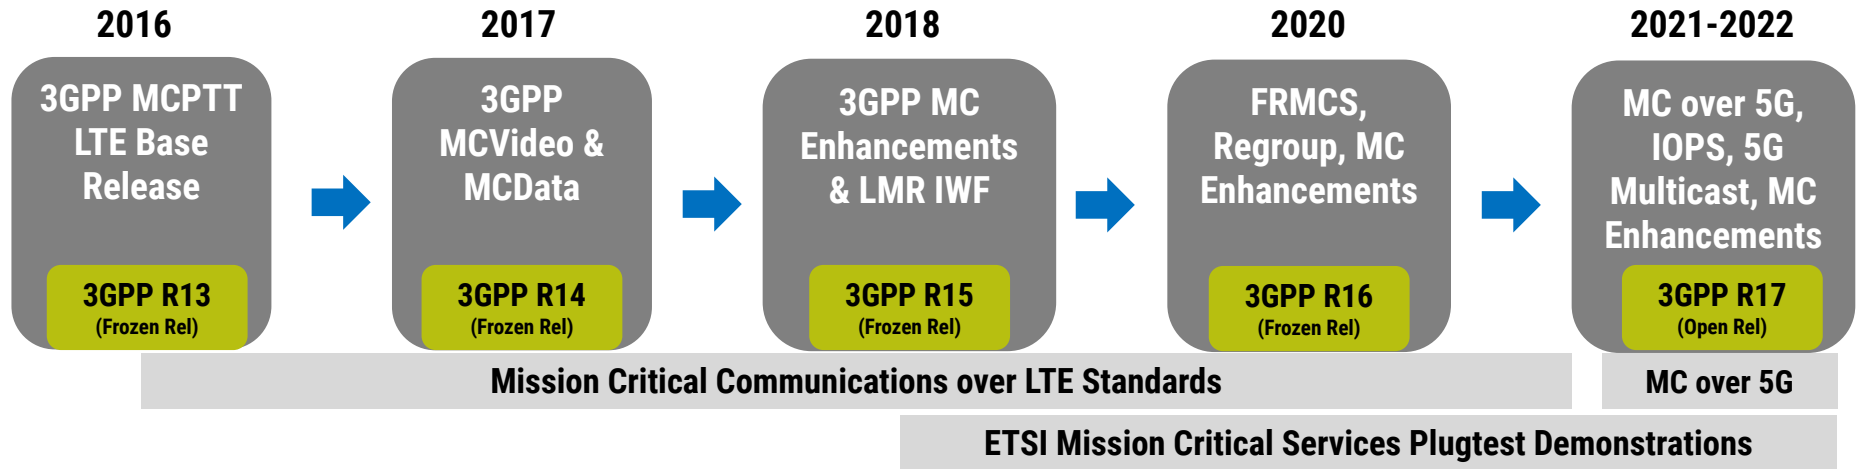 2016
2017
2018
2020
2021-2022
3GPP MCPTT
LTE Base
Release
3GPP R13
(Frozen Rel)
3GPP
MCVideo &
MCData
3GPP R14
(Frozen Rel)
3GPP MC
Enhancements
& LMR IWF
3GPP R15
(Frozen Rel)
FRMCS,
Regroup, MC
Enhancements
3GPP R16
(Frozen Rel)
MC over 5G,
IOPS, 5G
Multicast, MC
Enhancements
3GPP R17
(Open Rel)
Mission Critical Communications over LTE Standards
MC over 5G
ETSI Mission Critical Services Plugtest Demonstrations